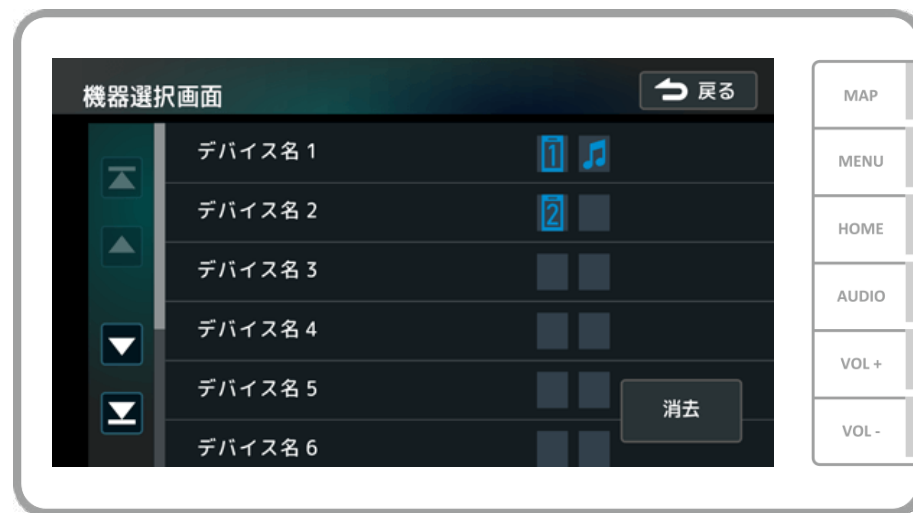 機器選択画面
戻る
デバイス名 1
1
デバイス名 2
2
デバイス名 3
デバイス名 4
デバイス名 5
消去
デバイス名 6
MAP
MENU
HOME
AUDIO
VOL +
VOL -